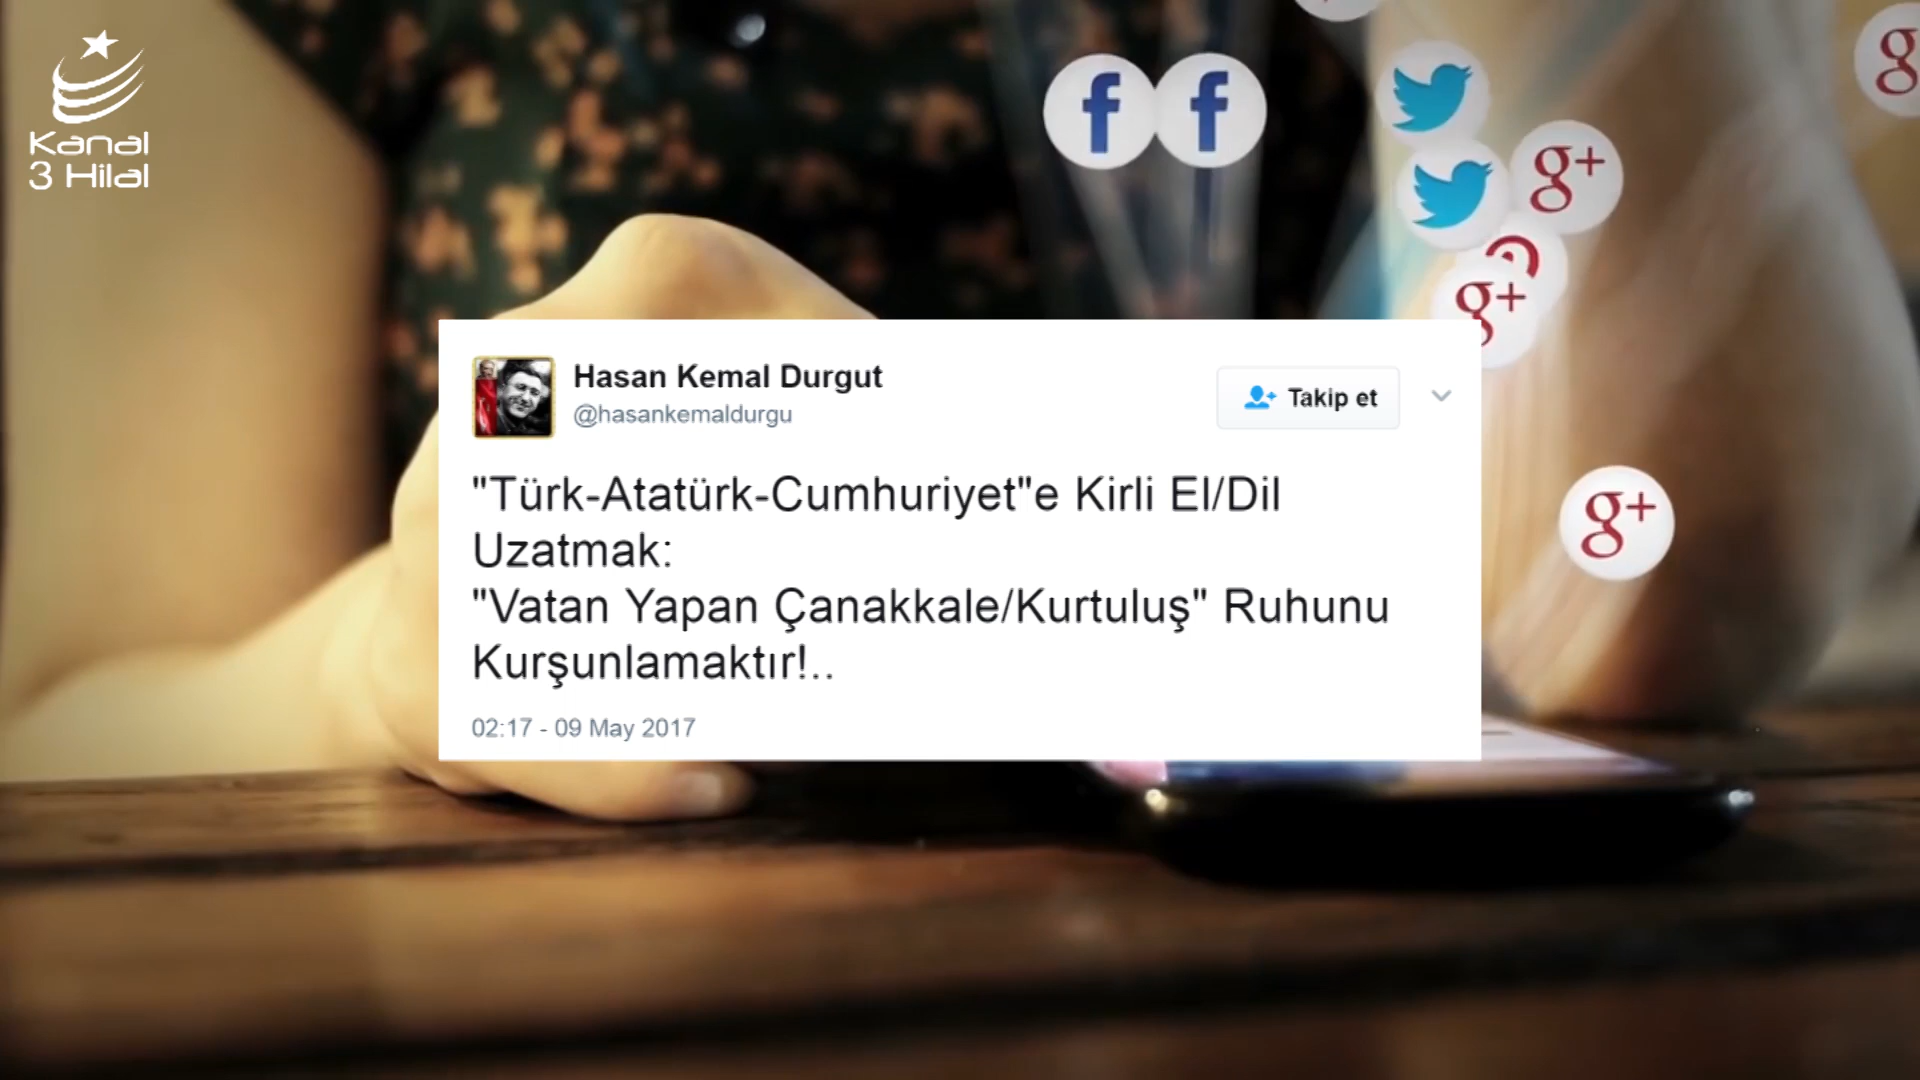 Kanal
3 Hilal
f
f
g
g+
g+
g+
Hasan Kemal Durgut
@hasankemaldurgu
Takip et
"Türk-Atatürk-Cumhuriyet"e Kirli El/Dil
Uzatmak:
"Vatan Yapan Çanakkale/Kurtuluş" Ruhunu
Kurşunlamaktır!..
02:17 - 09 May 2017